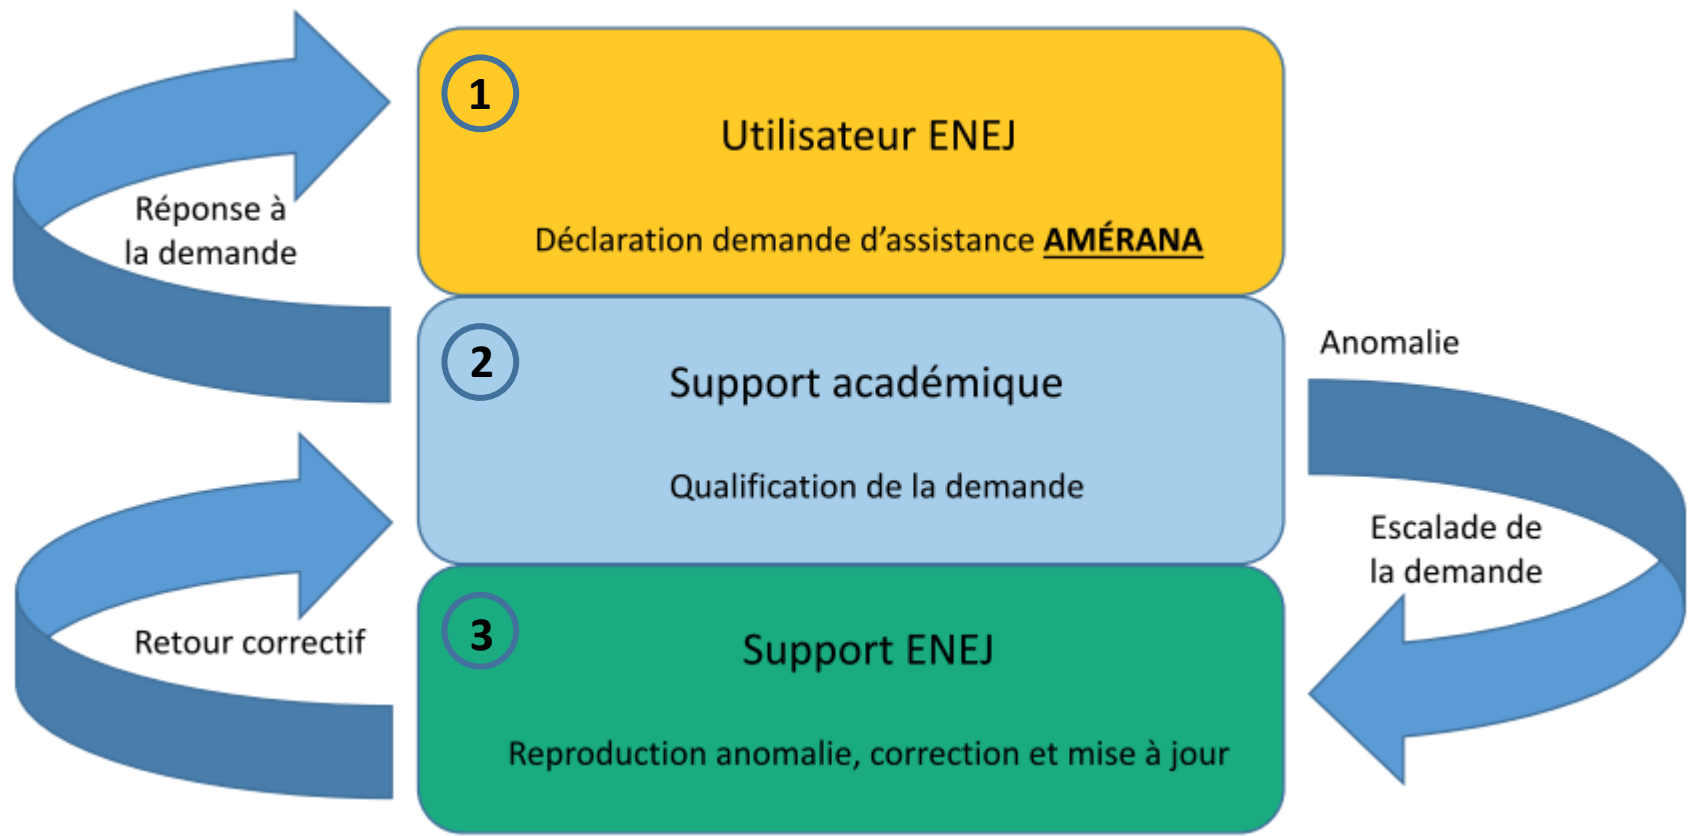 1
Utilisateur ENEJ
Déclaration demande d’assistance AMÉRANA
Réponse à
la demande
2
Support académique
Qualification de la demande
Anomalie
Escalade de
la demande
3
Support ENEJ
Reproduction anomalie, correction et mise à jour
Retour correctif